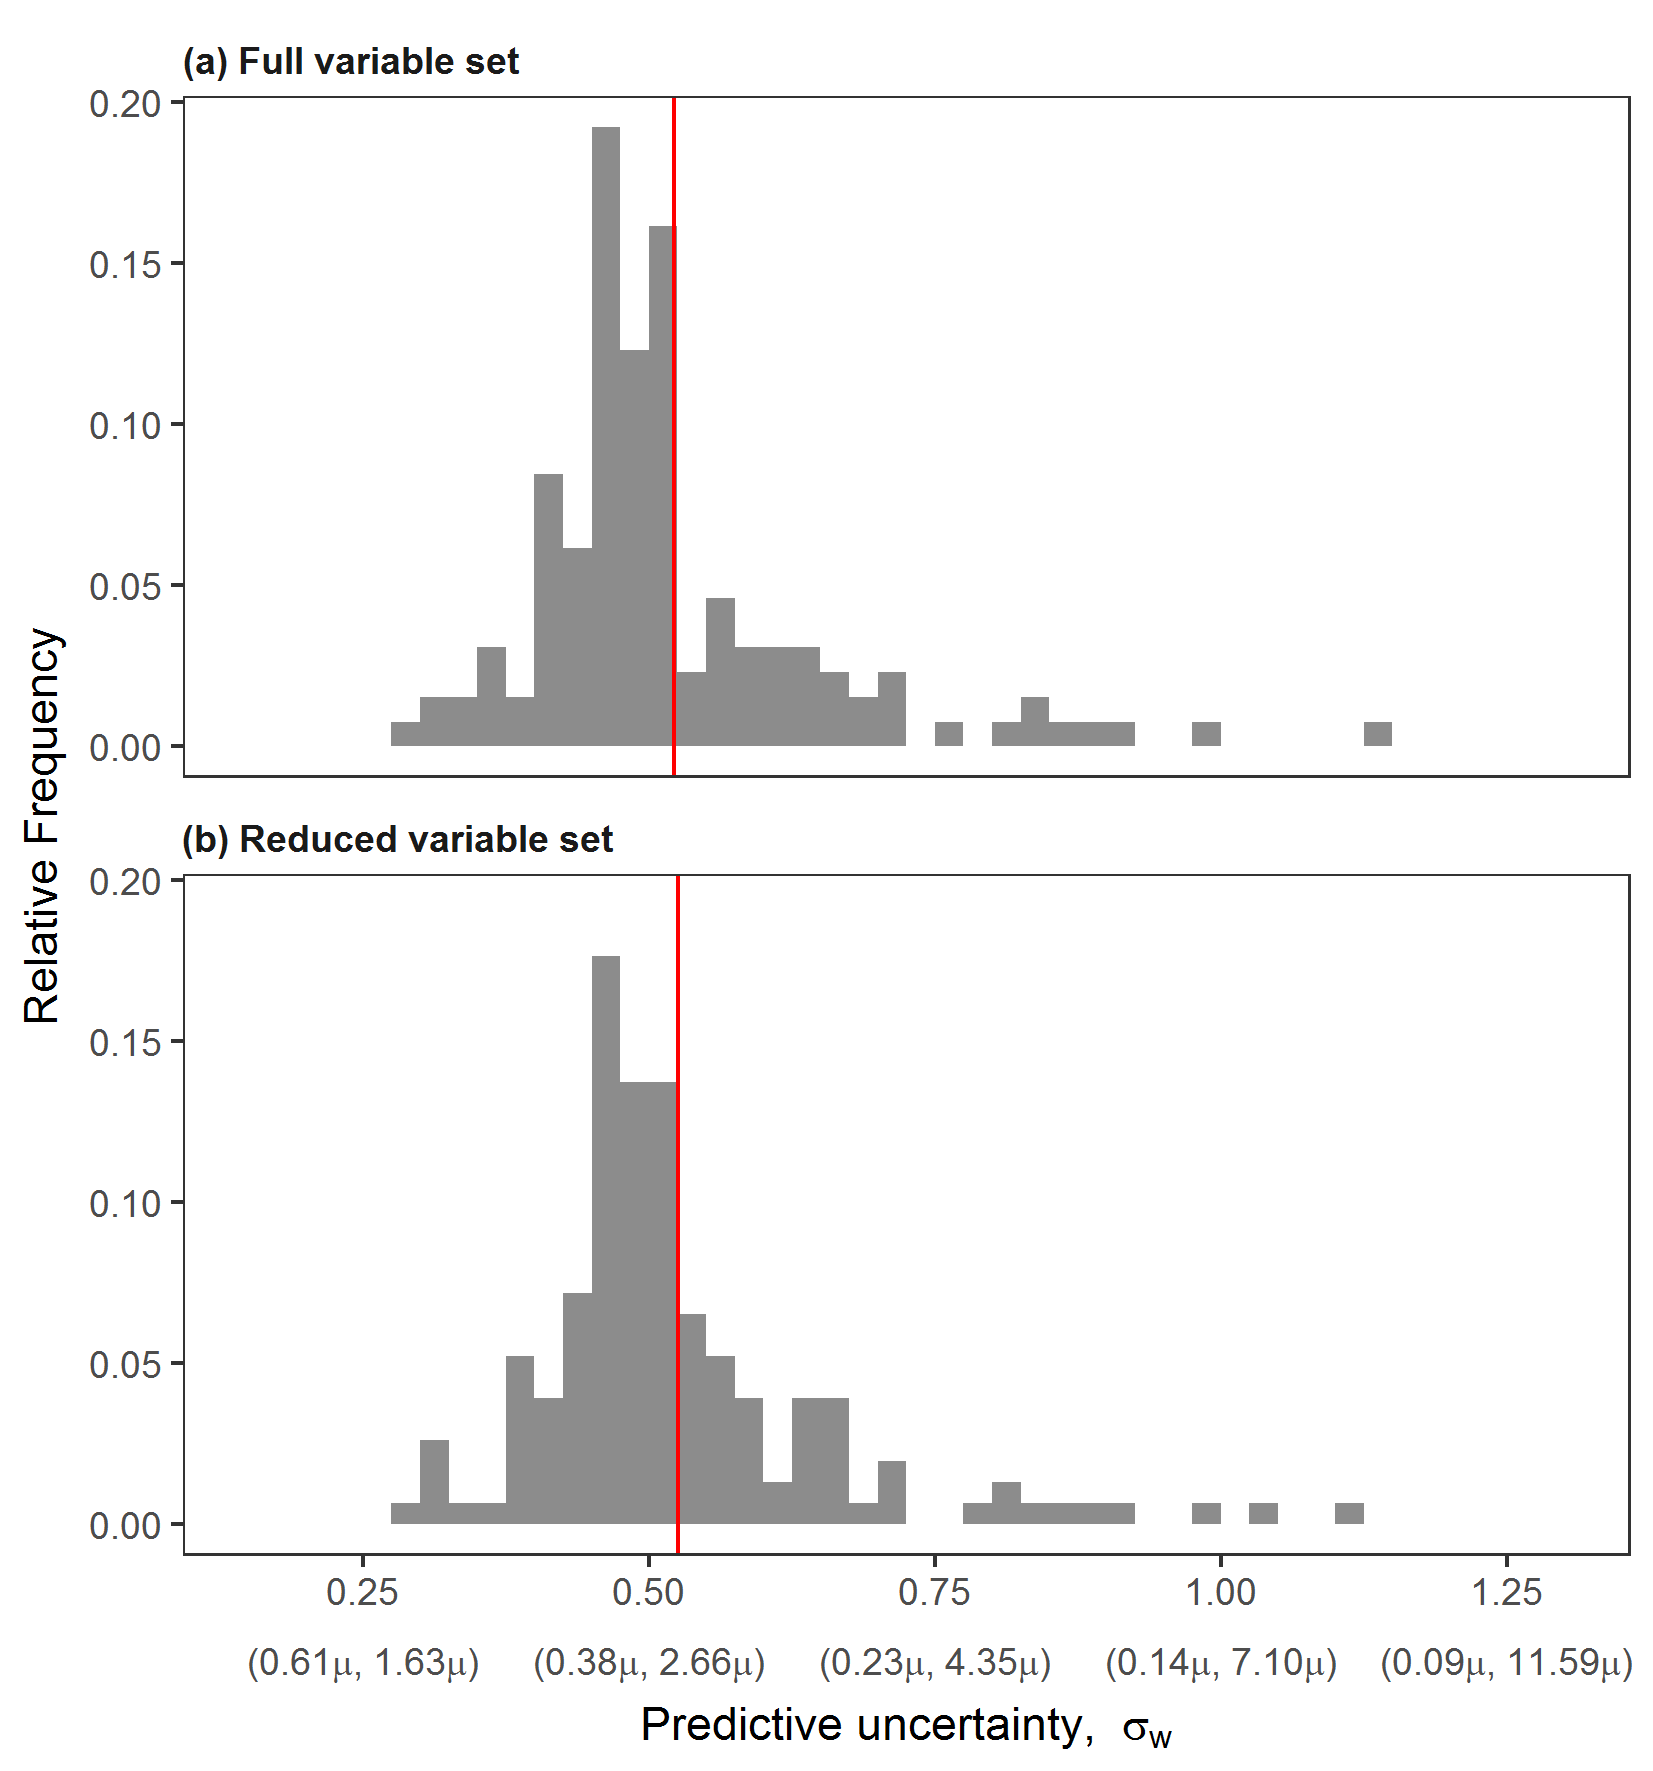 (a) Full variable set
0.20
0.15
0.10
0.05
0.00
Relative Frequency
(b) Reduced variable set
0.20
0.15
0.10
0.05
0.00
0.25 0.50 0.75 1.00 1.25
(0.61μ, 1.63μ) (0.38μ, 2.66μ) (0.23μ, 4.35μ) (0.14μ, 7.10μ) (0.09μ, 11.59μ)
Predictive uncertainty, σw